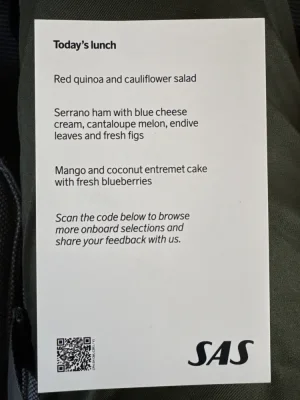 Today's lunch
Red quinoa and cauliflower salad
Serrano ham with blue cheese
cream, cantaloupe melon, endive
leaves and fresh figs
Mango and coconut entremet cake
with fresh blueberries
Scan the code below to browse
more onboard selections and
share your feedback with us.
SAS